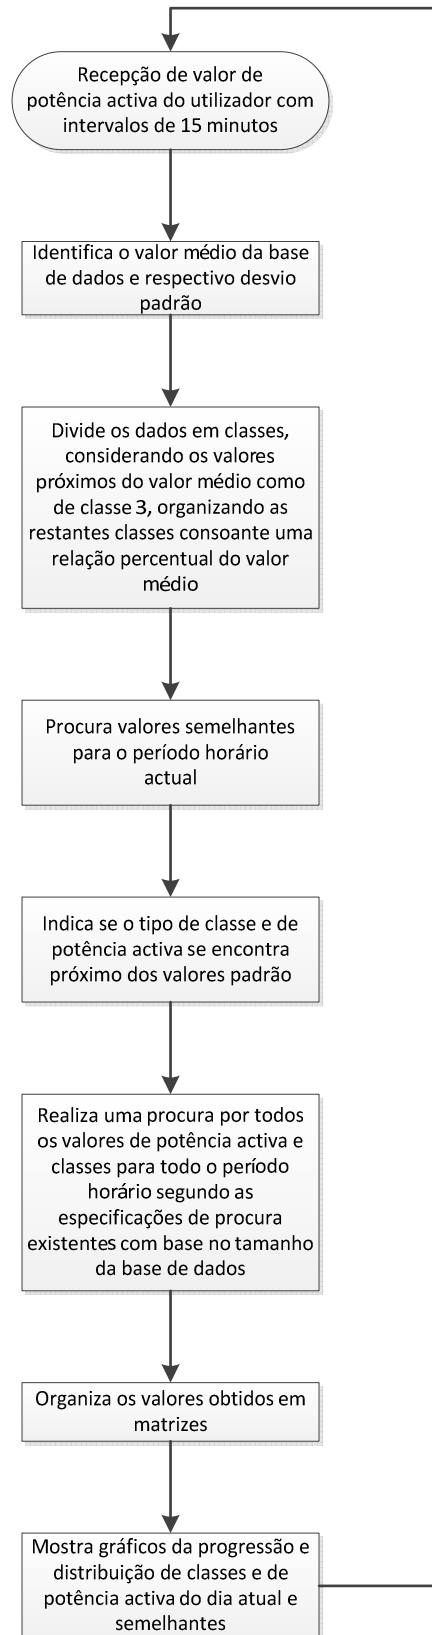 Recepção de valor de
potência activa do utilizador com
intervalos de 15 minutos
Identifica o valor médio da base
de dados e respectivo desvio
padrão
Divide os dados em classes,
considerando os valores
próximos do valor médio como
de classe 3, organizando as
restantes classes consoante uma
relação percentual do valor
médio
Procura valores semelhantes
para o período horário
actual
Indica se o tipo de classe e de
potência activa se encontra
próximo dos valores padrão
Realiza uma procura por todos
os valores de potência activa e
classes para todo o período
horário segundo as
especificações de procura
existentes com base no tamanho
da base de dados
Organiza os valores obtidos em
matrizes
Mostra gráficos da progressão e
distribuição de classes e de
potência activa do dia atual e
semelhantes